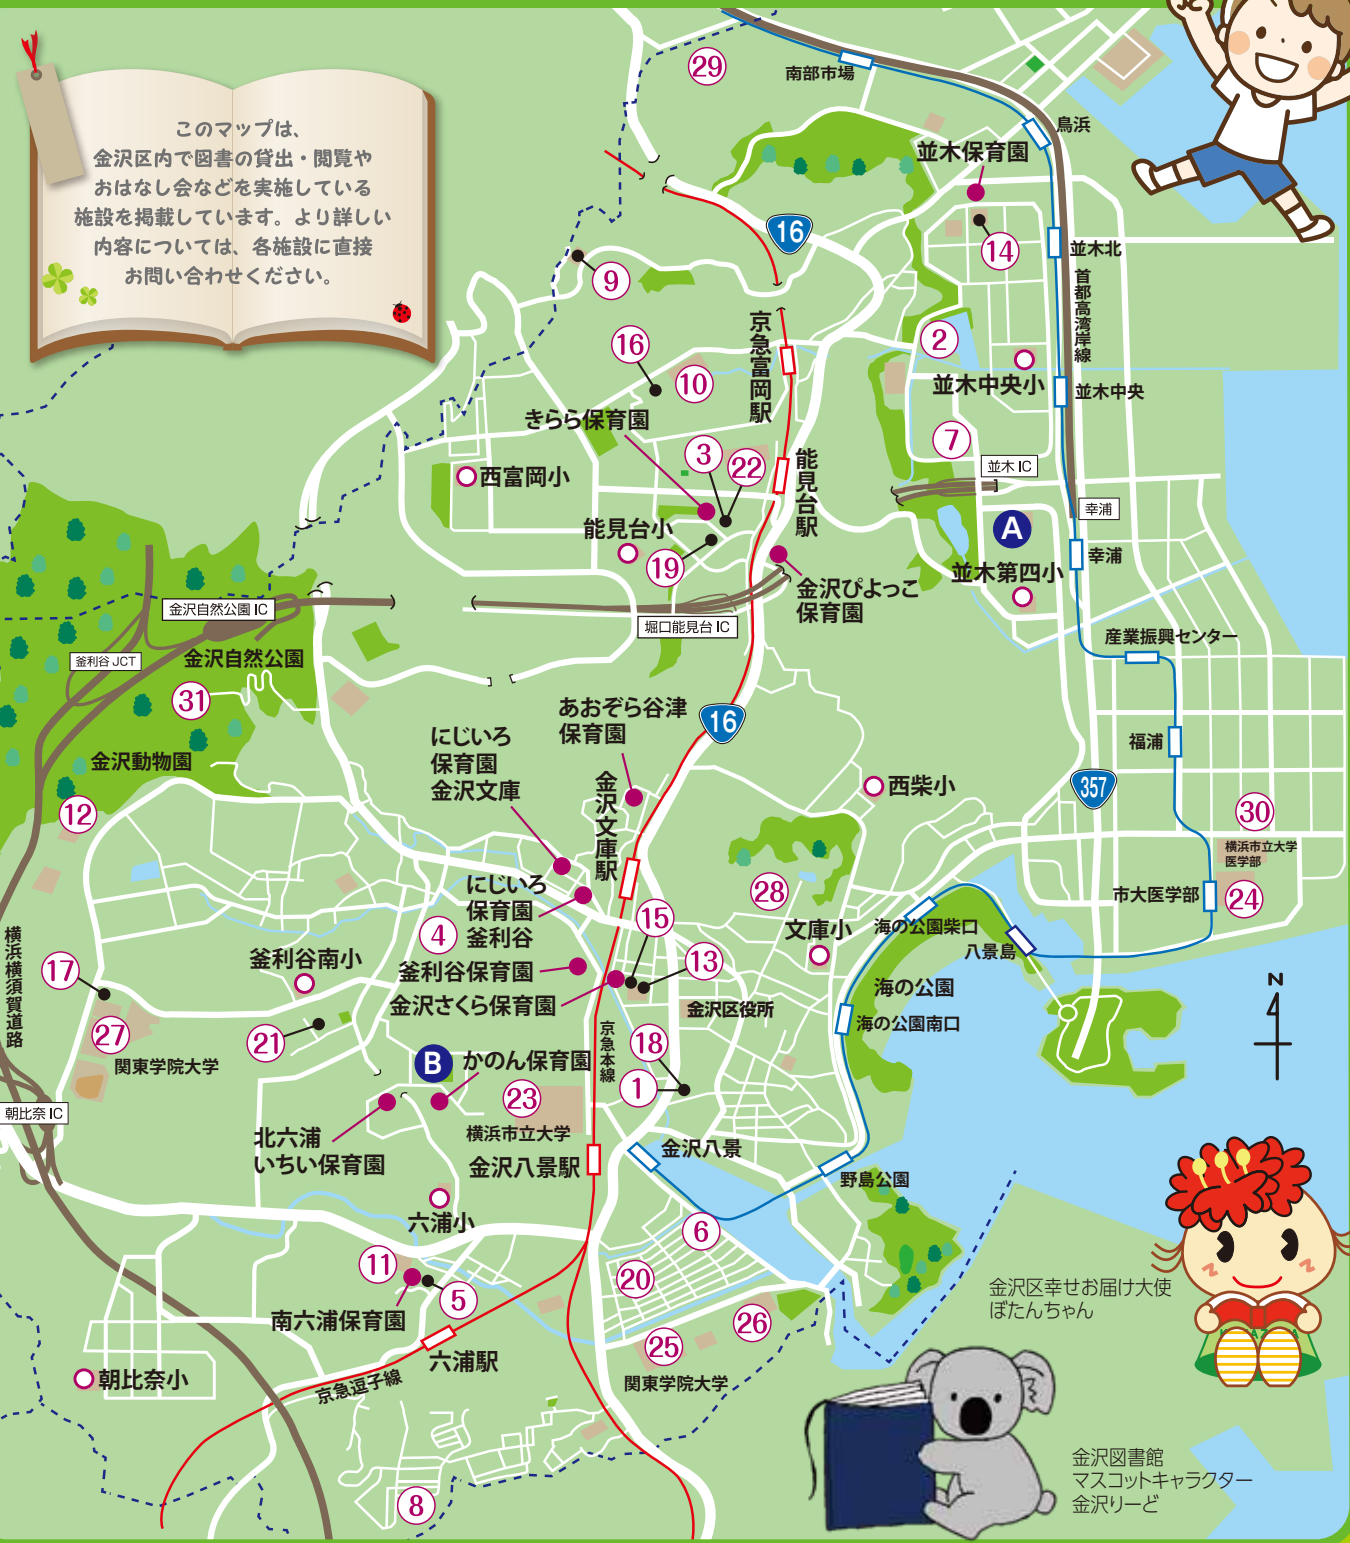 このマップは、
金沢区内で図書の貸出・閲覧や
おはなし会などを実施している
施設を掲載しています。より詳しい
内容については、各施設に直接
お問い合わせください。
29
南部市場
鳥浜
並木保育園
16
14
並木北
首都高湾岸線
9
京急富岡駅
2
16
10
並木中央小
並木中央
きらら保育園
7
3
22
能見台駅
並木 IC
西富岡小
幸浦
能見台小
A
幸浦
19
並木第四小
金沢ぴよっこ
保育園
金沢自然公園 IC
堀口能見台 IC
産業振興センター
釜利谷 JCT
金沢自然公園
31
あおぞら谷津
保育園
16
にじいろ
保育園
金沢文庫
福浦
金沢動物園
金沢文庫駅
西柴小
357
12
30
横浜市立大学
医学部
にじいろ
保育園
釜利谷
28
市大医学部
24
15
4
文庫小
海の公園柴口
八景島
横浜横須賀道路
釜利谷南小
釜利谷保育園
13
17
金沢さくら保育園
金沢区役所
海の公園
N
海の公園南口
27
21
京急本線
18
関東学院大学
B
かのん保育園
1
23
朝比奈 IC
横浜市立大学
北六浦
いちい保育園
金沢八景駅
金沢八景
野島公園
六浦小
6
11
20
5
南六浦保育園
26
25
金沢区幸せお届け大使
ぼたんちゃん
六浦駅
関東学院大学
朝比奈小
京急逗子線
8
金沢図書館
マスコットキャラクター
金沢りーど